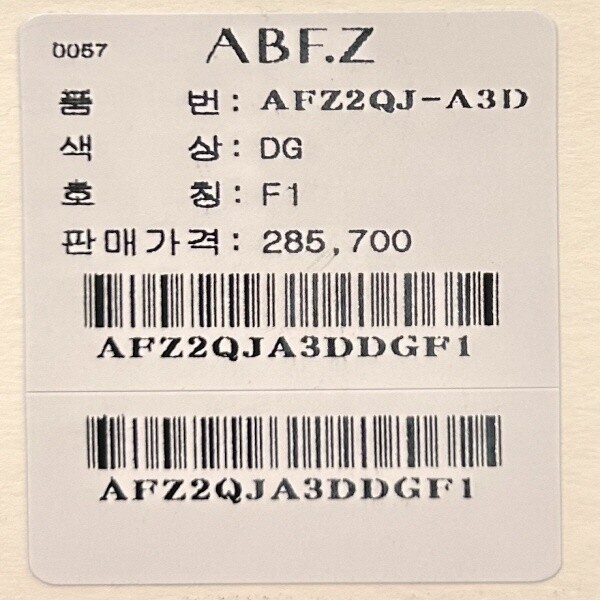 0057 ABF.Z
품 번 : AFZ2QJ-A3D
색 상 : DG
호 칭 : F1
판매가격 : 285,700
AFZ2QJA3DDGF1
AFZ2QJA3DDGF1